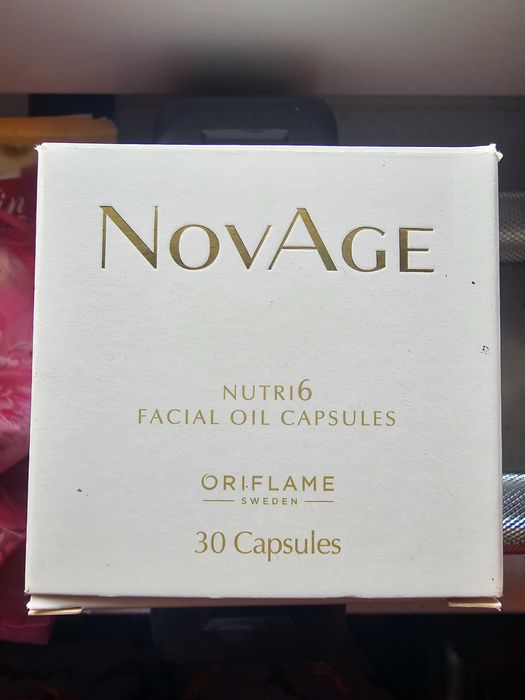 NOVAGE
NUTRI6
FACIAL OIL CAPSULES
ORIFLAME
SWEDEN
30 Capsules